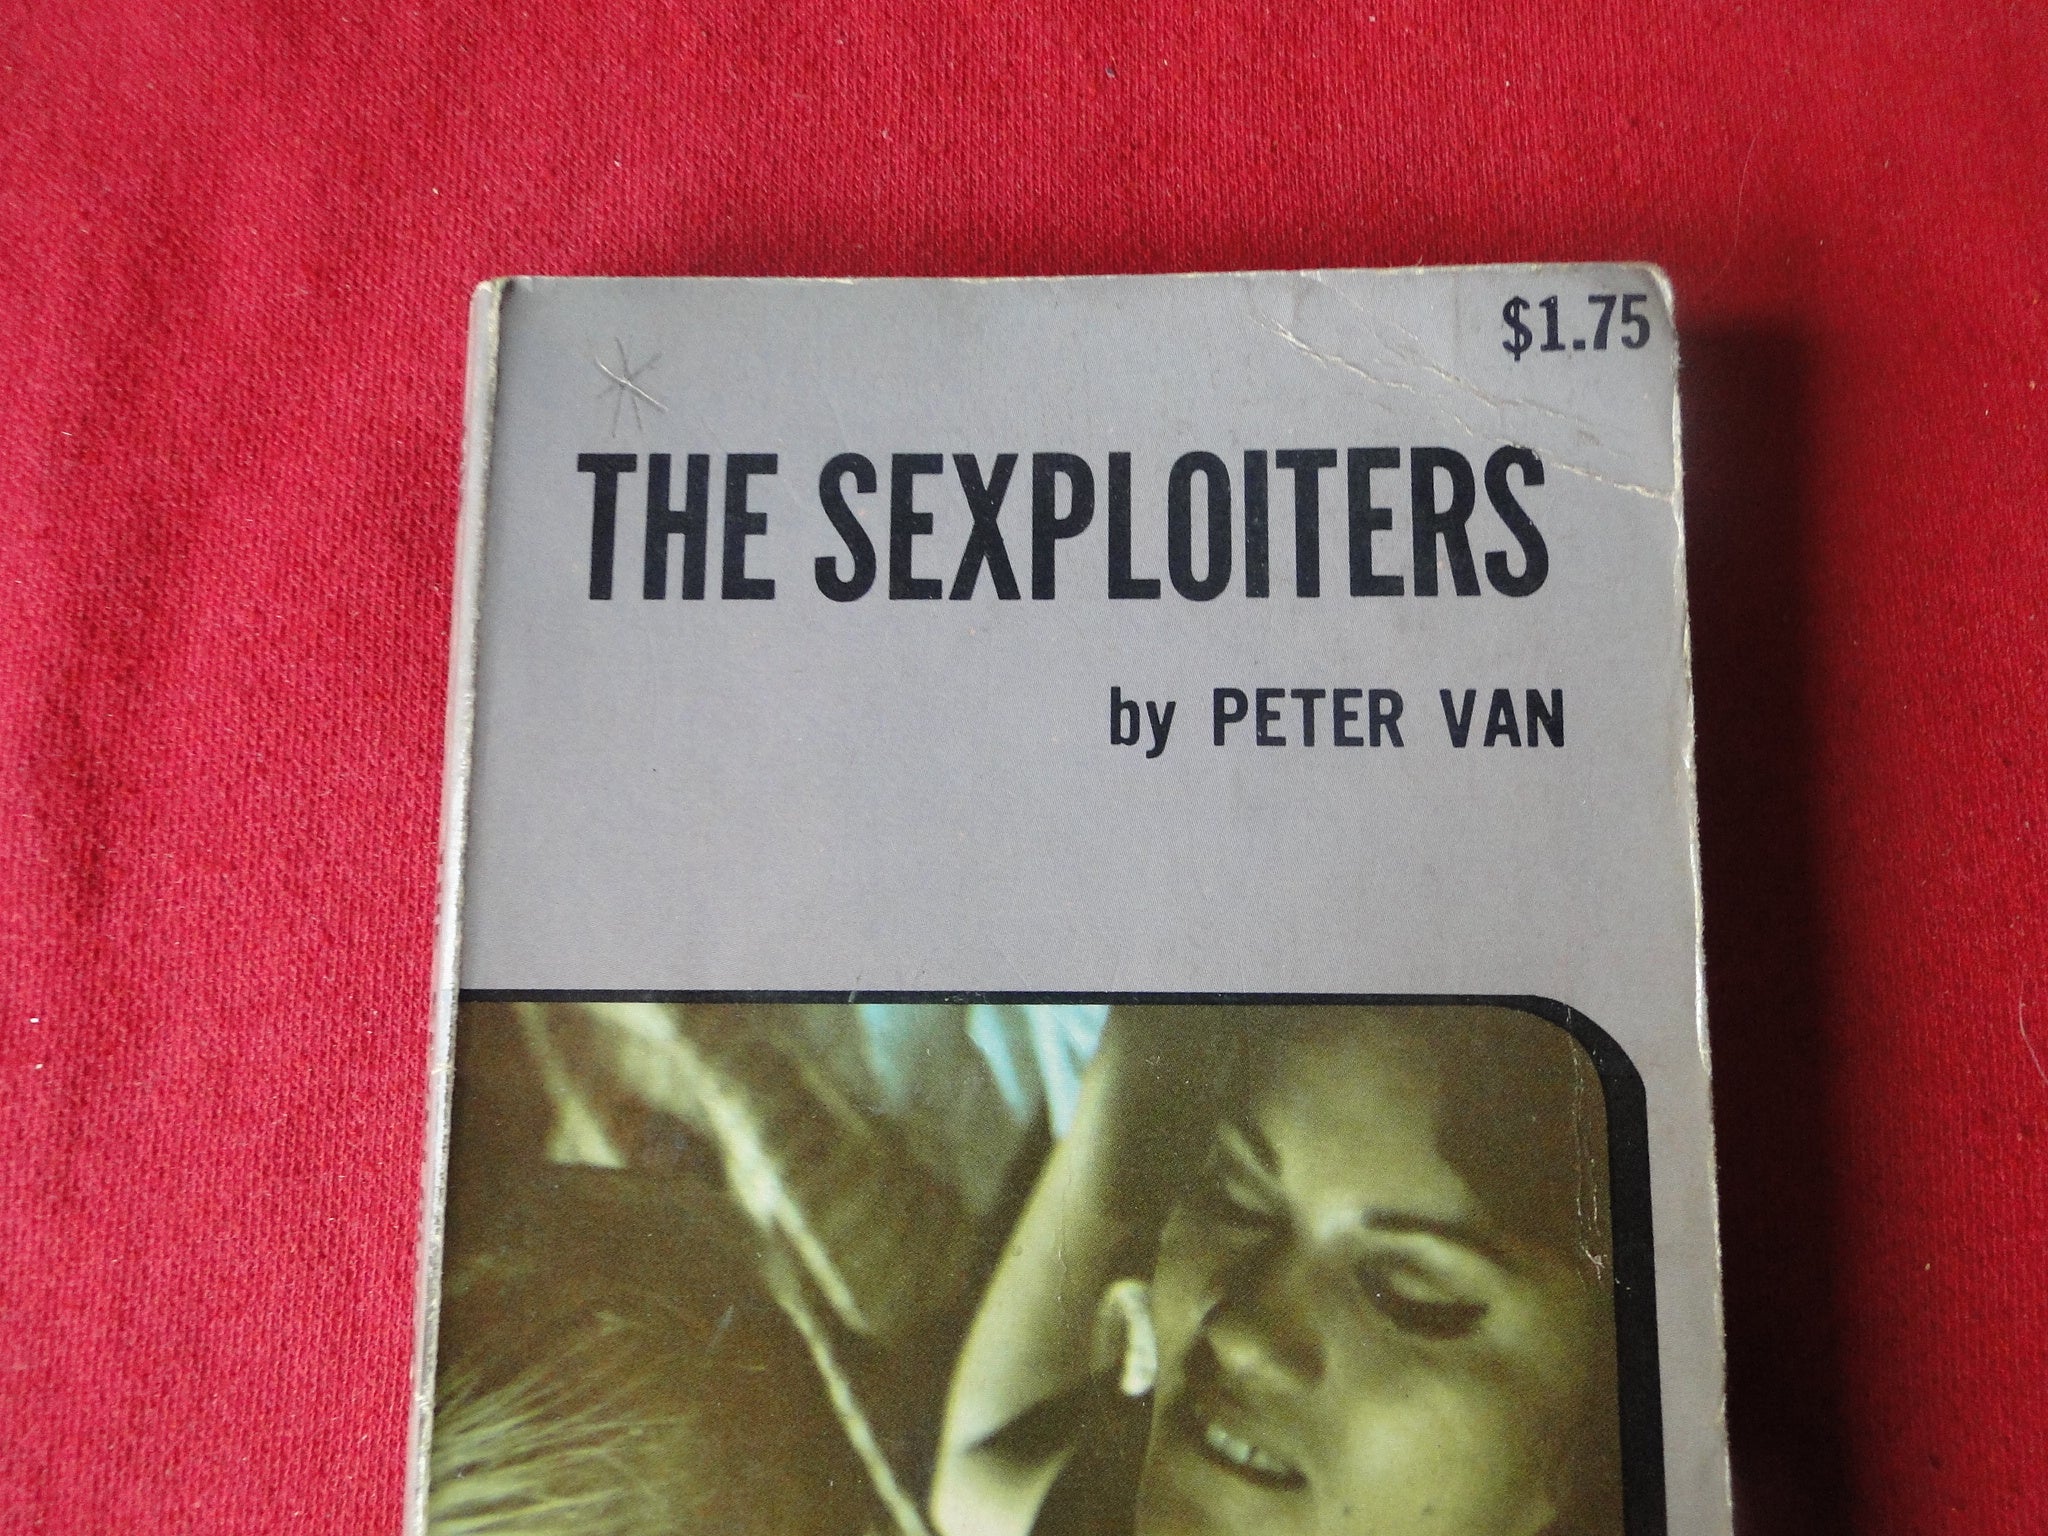 $1.75
THE SEXPLOITERS
by PETER VAN